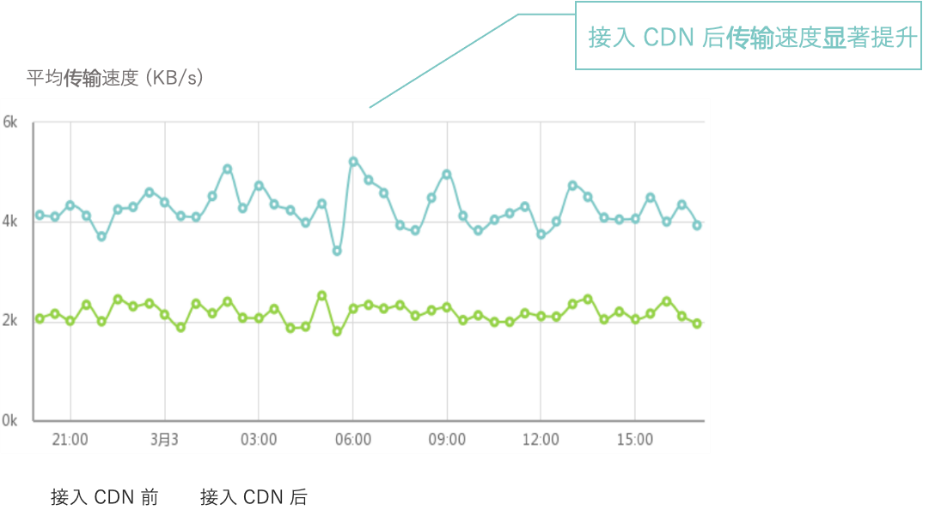 接入 CDN 后传输速度显著提升
平均传输速度 (KB/s)
6k
4k
2k
0k
21:00 3月3 03:00 06:00 09:00 12:00 15:00
接入 CDN 前 接入 CDN 后